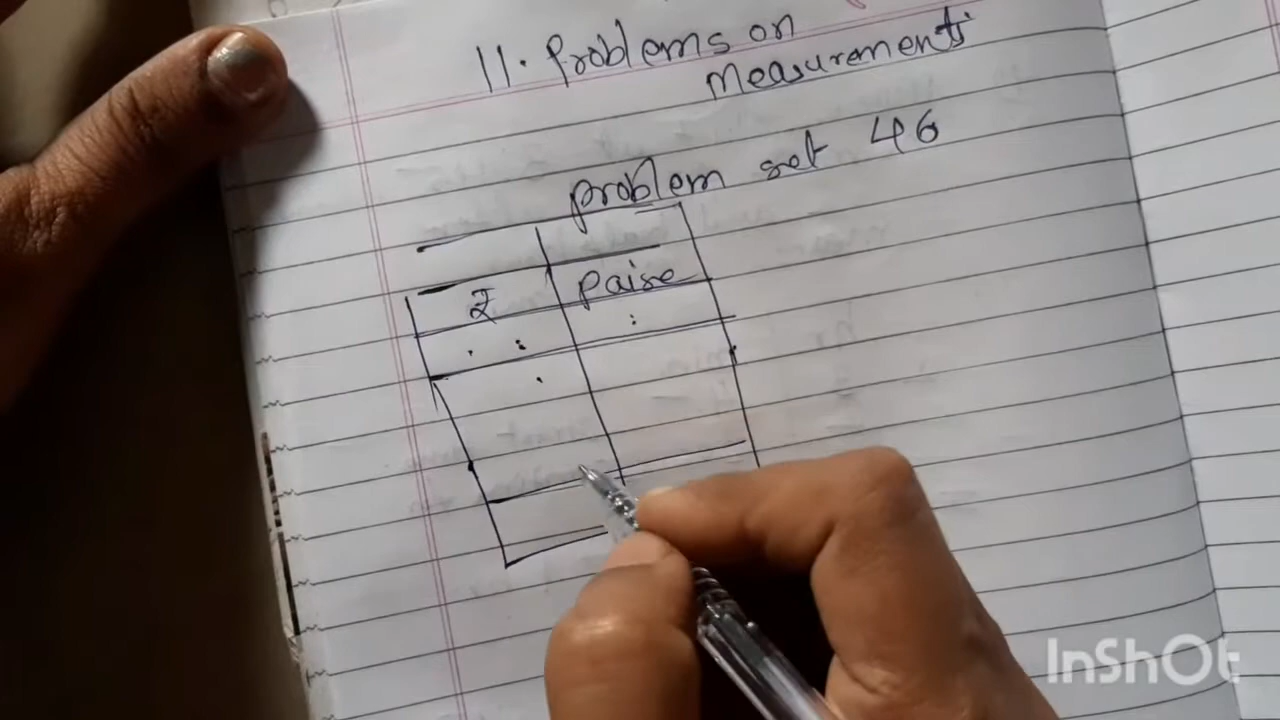 11. Problems on
Measurements
problem set 46
₹ paise
InShOt